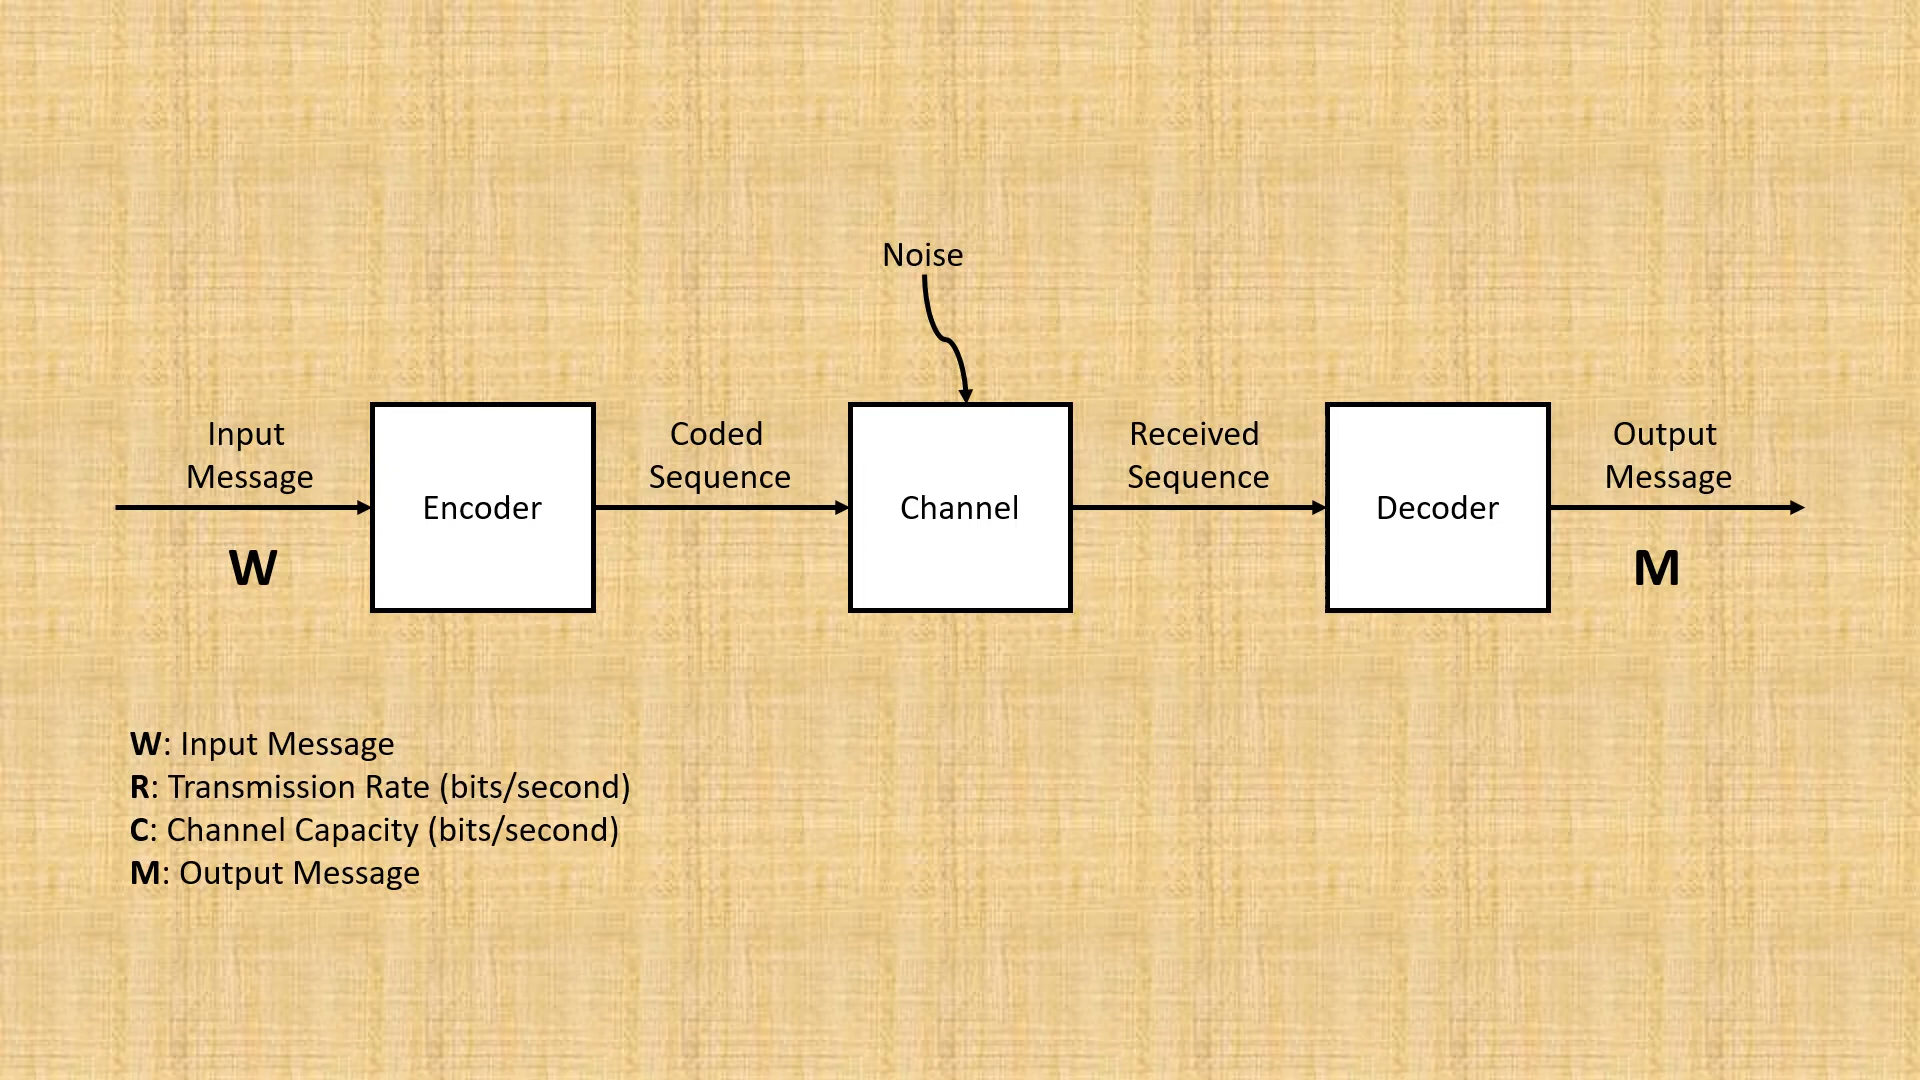 Noise
Input
Message
Coded
Sequence
Received
Sequence
Output
Message
Encoder
Channel
Decoder
W
M
W: Input Message
R: Transmission Rate (bits/second)
C: Channel Capacity (bits/second)
M: Output Message